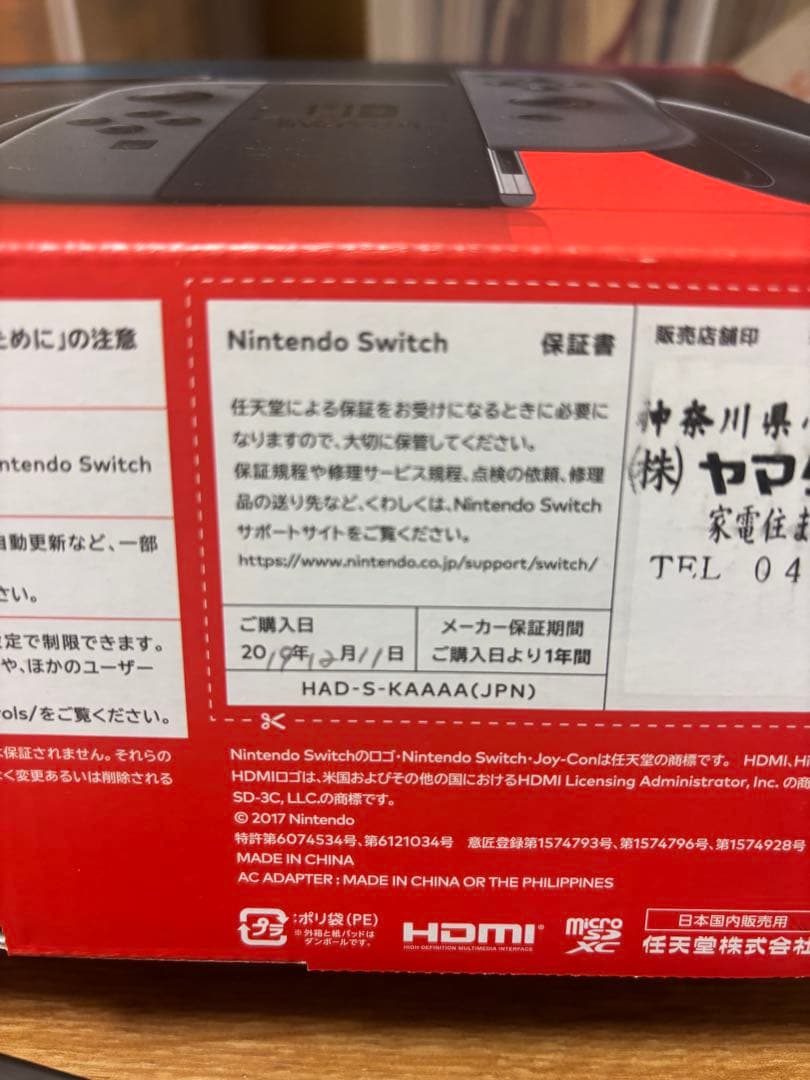 ために」の注意
ntendo Switch
自動更新など、一部
さい。
定で制限できます。
や、ほかのユーザー
ols/をご覧ください。
保証されません。それらの
く変更あるいは削除される
Nintendo Switch 保証書
任天堂による保証をお受けになるときに必要に
なりますので、大切に保管してください。
保証規程や修理サービス規程、点検の依頼、修理
品の送り先など、くわしくは、Nintendo Switch
サポートサイトをご覧ください。
https://www.nintendo.co.jp/support/switch/
ご購入日
2019年12月11日
メーカー保証期間
ご購入日より1年間
HAD-S-KAAAA(JPN)
販売店舗印
神奈川県
(株)ヤマダ
家電住ま
TEL 04
Nintendo Switchのロゴ・Nintendo Switch・Joy-Conは任天堂の商標です。 HDMI、Hi
HDMIロゴは、米国およびその他の国におけるHDMI Licensing Administrator, Inc. の商
SD-3C, LLC.の商標です。
© 2017 Nintendo
特許第6074534号、第6121034号 意匠登録第1574793号、第1574796号、第1574928号
MADE IN CHINA
AC ADAPTER : MADE IN CHINA OR THE PHILIPPINES
プラ
:ポリ袋(PE)
※外箱と紙パッドは
ダンボールです。
HDMI®
HIGH-DEFINITION MULTIMEDIA INTERFACE
micro SD XC
日本国内販売用
任天堂株式会社